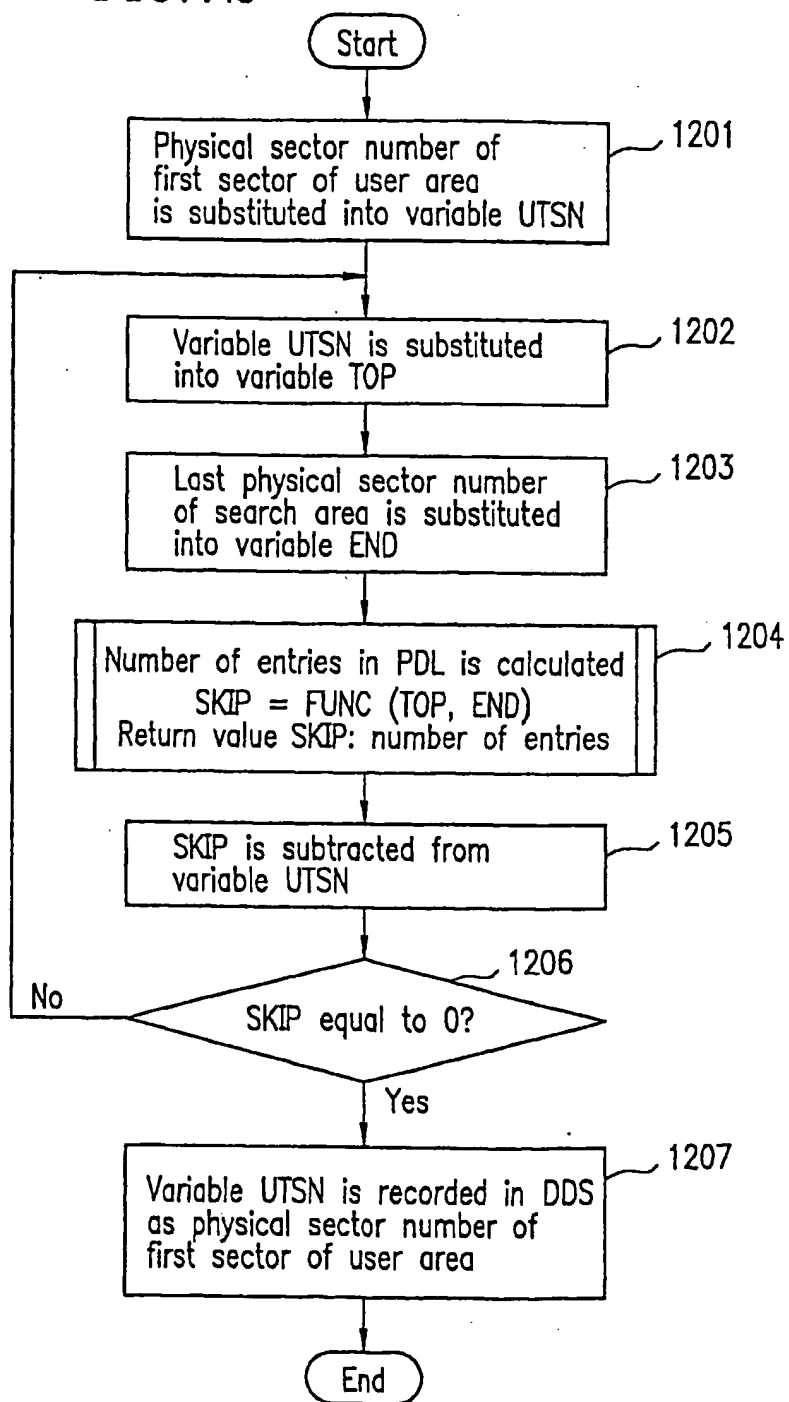 Start
Physical sector number of
first sector of user area
is substituted into variable UTSN
1201
Variable UTSN is substituted
into variable TOP
1202
Last physical sector number
of search area is substituted
into variable END
1203
Number of entries in PDL is calculated
SKIP = FUNC (TOP, END)
Return value SKIP: number of entries
1204
SKIP is subtracted from
variable UTSN
1205
SKIP equal to 0?
1206
No
Yes
Variable UTSN is recorded in DDS
as physical sector number of
first sector of user area
1207
End